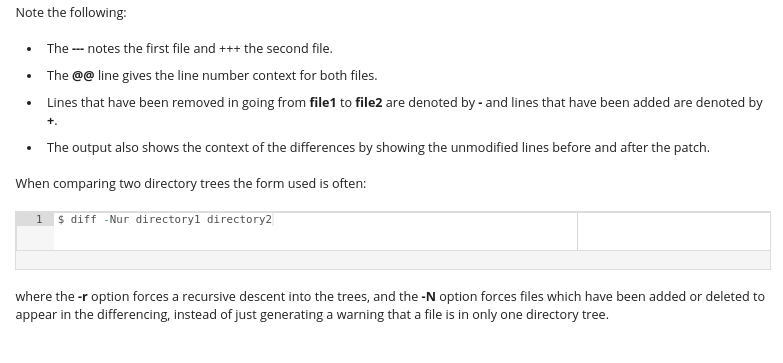 Note the following:
• The --- notes the first file and +++ the second file.
• The @@ line gives the line number context for both files.
• Lines that have been removed in going from file1 to file2 are denoted by - and lines that have been added are denoted by
+.
• The output also shows the context of the differences by showing the unmodified lines before and after the patch.
When comparing two directory trees the form used is often:
1 $ diff -Nur directory1 directory2
where the -r option forces a recursive descent into the trees, and the -N option forces files which have been added or deleted to
appear in the differencing, instead of just generating a warning that a file is in only one directory tree.